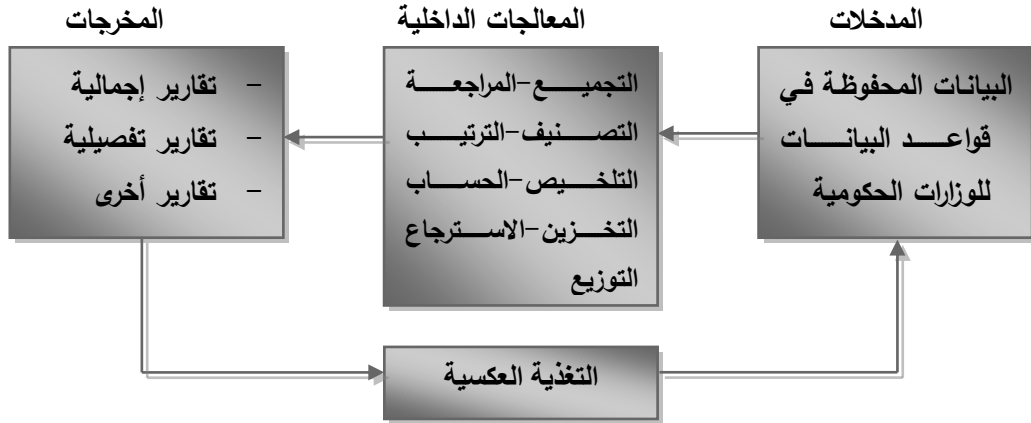 المدخلات
البيانات المحفوظة في
قواعد البيانات
للوزارات الحكومية
المعالجات الداخلية
التجميع-المراجعة
التصنيف-الترتيب
التلخيص-الحساب
التخزين-الاسترجاع
التوزيع
المخرجات
- تقارير إجمالية
- تقارير تفصيلية
- تقارير أخرى
التغذية العكسية